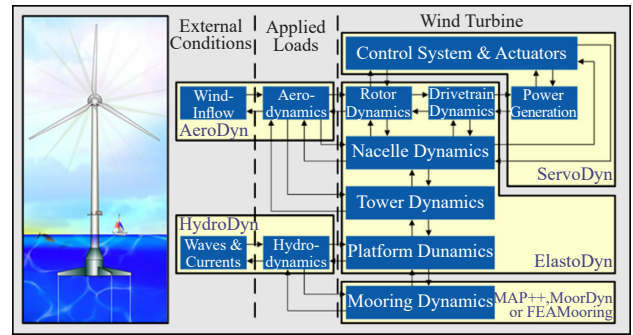 External
Conditions
Applied
Loads
Wind Turbine
Control System & Actuators
Wind-
Inflow
Aero-
dynamics
Rotor
Dynamics
Drivetrain
Dynamics
Power
Generation
AeroDyn
Nacelle Dynamics
ServoDyn
Tower Dynamics
HydroDyn
Waves &
Currents
Hydro-
dynamics
Platform Dunamics
ElastoDyn
Mooring Dynamics
MAP++,MoorDyn
or FEAMooring